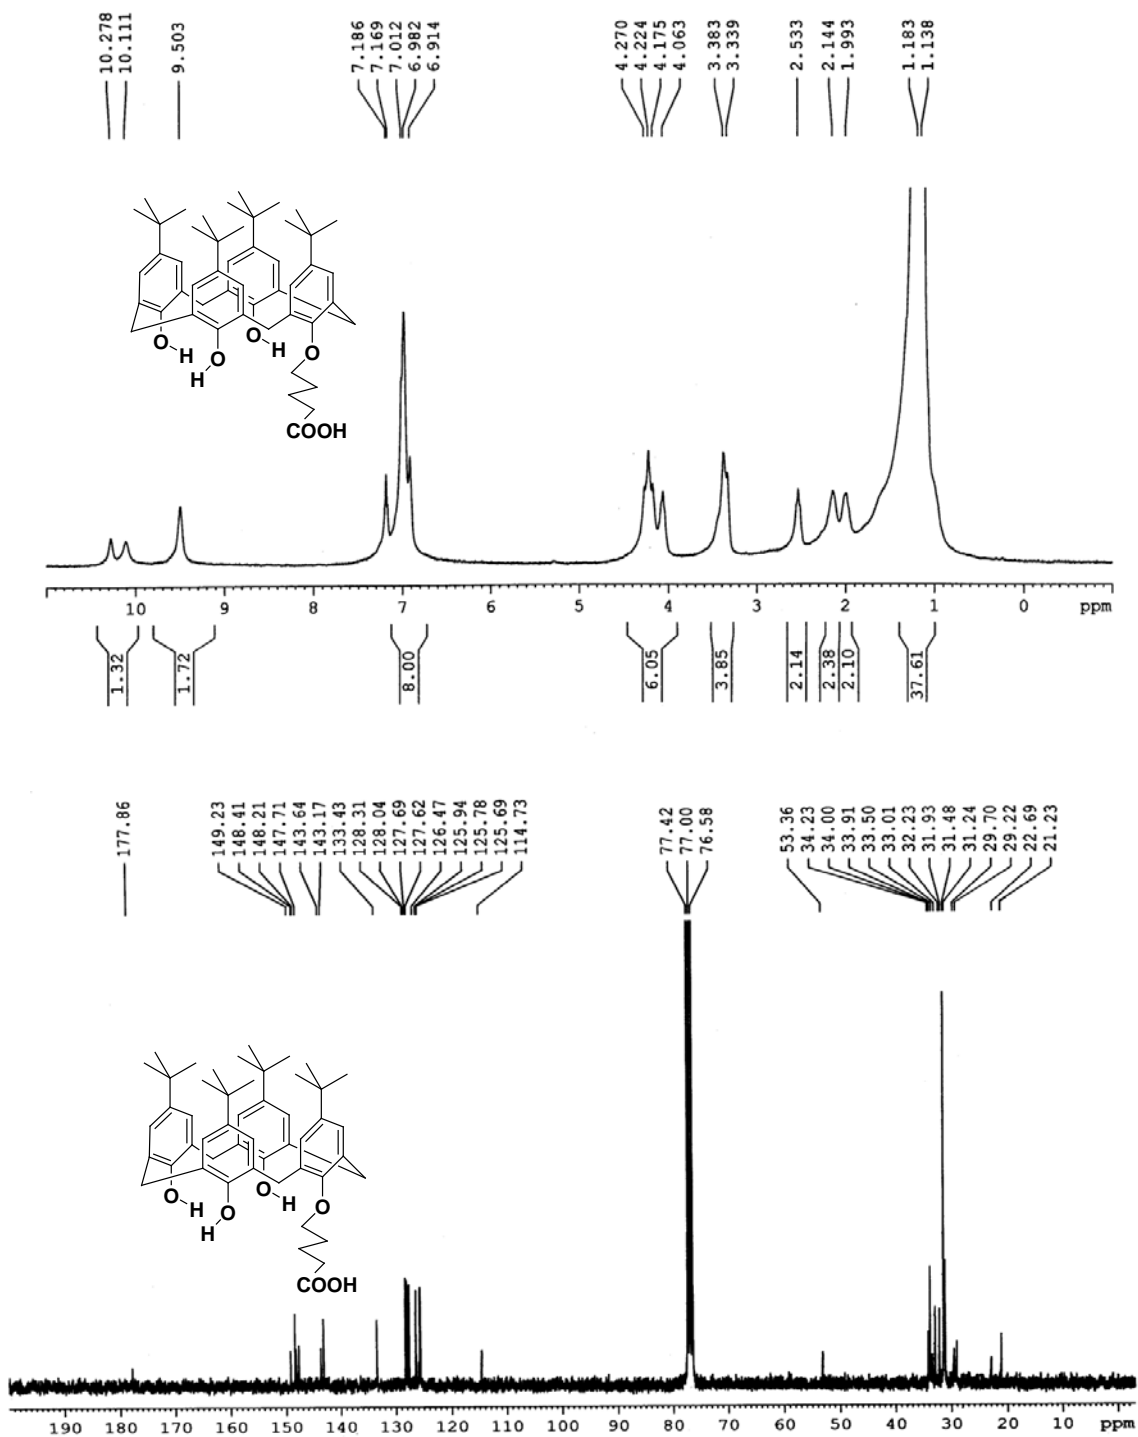 10.278 10.111 9.503 7.186 7.169 7.012 6.982 6.914 4.270 4.224 4.175 4.063 3.383 3.339 2.533 2.144 1.993 1.183 1.138
O H H O O H O
COOH
10 9 8 7 6 5 4 3 2 1 0 ppm
1.32 1.72 8.00 6.05 3.85 2.14 2.38 2.10 37.61
177.86 149.23 148.41 148.21 147.71 143.64 143.17 133.43 128.31 128.04 127.69 127.62 126.47 125.94 125.78 125.69 114.73 77.42 77.00 76.58 53.36 34.23 34.00 33.91 33.50 33.01 32.23 31.93 31.48 31.24 29.70 29.22 22.69 21.23
O H H O O H O
COOH
190 180 170 160 150 140 130 120 110 100 90 80 70 60 50 40 30 20 10 ppm